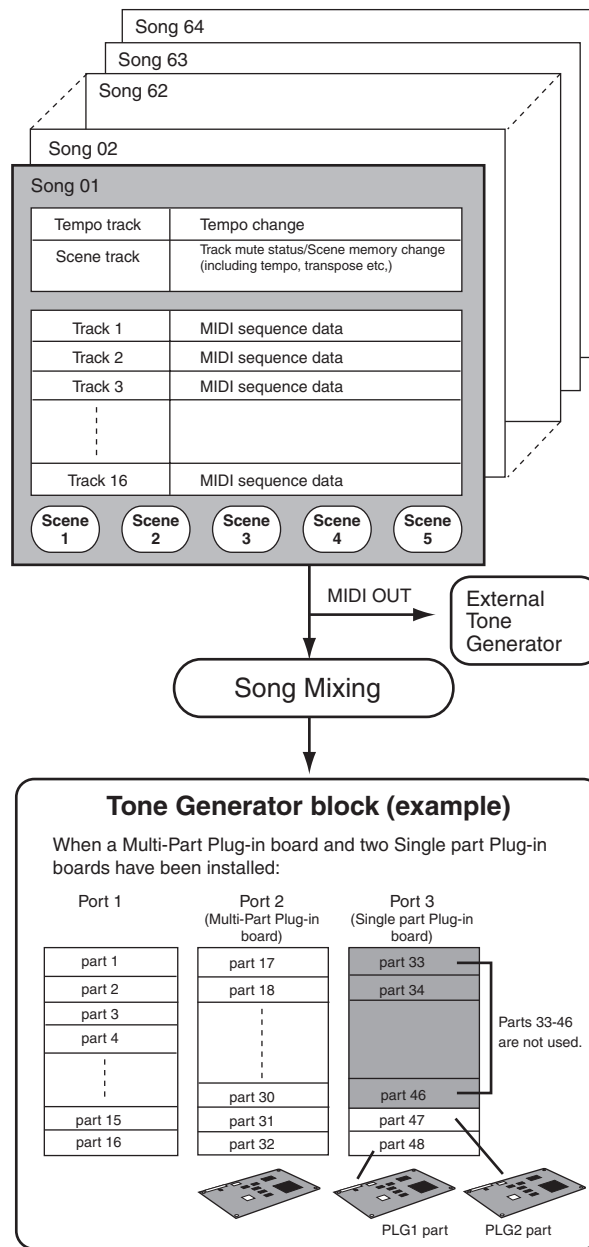 Song 64
Song 63
Song 62
Song 02
Song 01
Tempo track
Tempo change
Scene track
Track mute status/Scene memory change
(including tempo, transpose etc,)
Track 1
MIDI sequence data
Track 2
MIDI sequence data
Track 3
MIDI sequence data
Track 16
MIDI sequence data
Scene
1
Scene
2
Scene
3
Scene
4
Scene
5
MIDI OUT
External
Tone
Generator
Song Mixing
Tone Generator block (example)
When a Multi-Part Plug-in board and two Single part Plug-in
boards have been installed:
Port 1
Port 2
(Multi-Part Plug-in
board)
Port 3
(Single part Plug-in
board)
part 1
part 2
part 3
part 4
part 15
part 16
part 17
part 18
part 30
part 31
part 32
part 33
part 34
part 46
part 47
part 48
Parts 33-46
are not used.
PLG1 part
PLG2 part